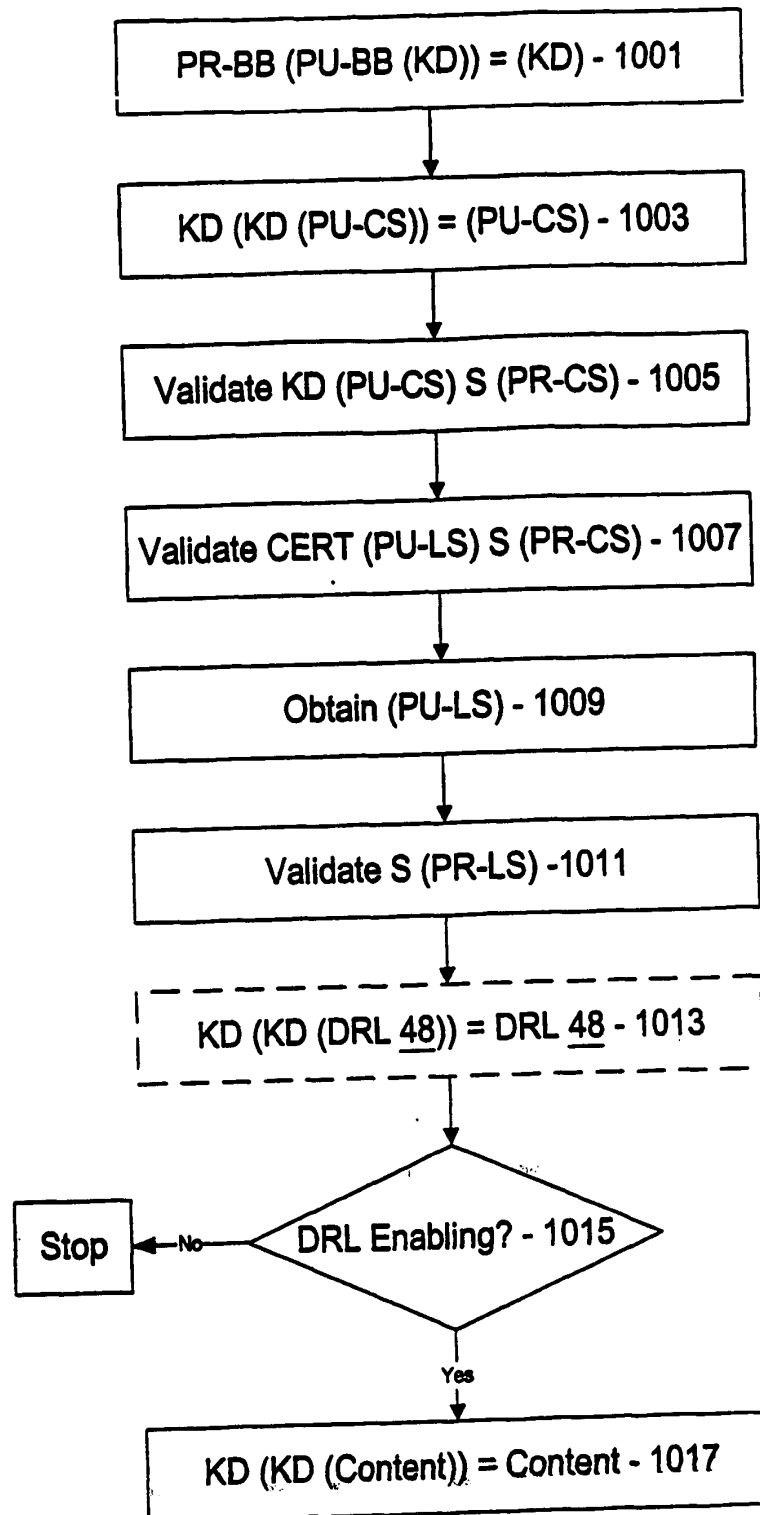 PR-BB (PU-BB (KD)) = (KD) - 1001
KD (KD (PU-CS)) = (PU-CS) - 1003
Validate KD (PU-CS) S (PR-CS) - 1005
Validate CERT (PU-LS) S (PR-CS) - 1007
Obtain (PU-LS) - 1009
Validate S (PR-LS) -1011
KD (KD (DRL 48)) = DRL 48 - 1013
DRL Enabling? - 1015
No
Stop
Yes
KD (KD (Content)) = Content - 1017